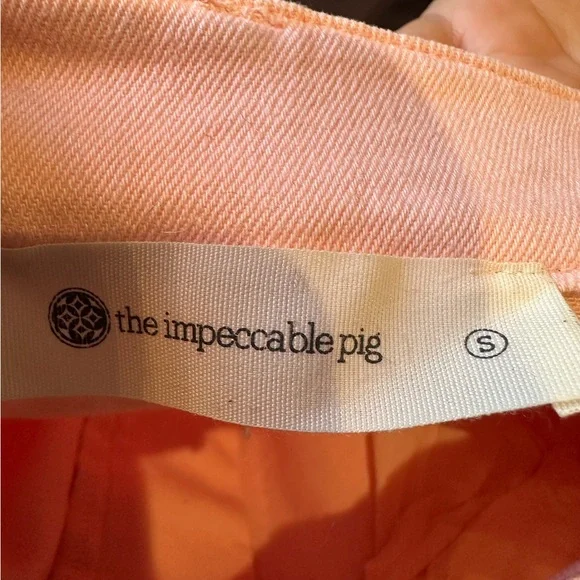 the impeccable pig S